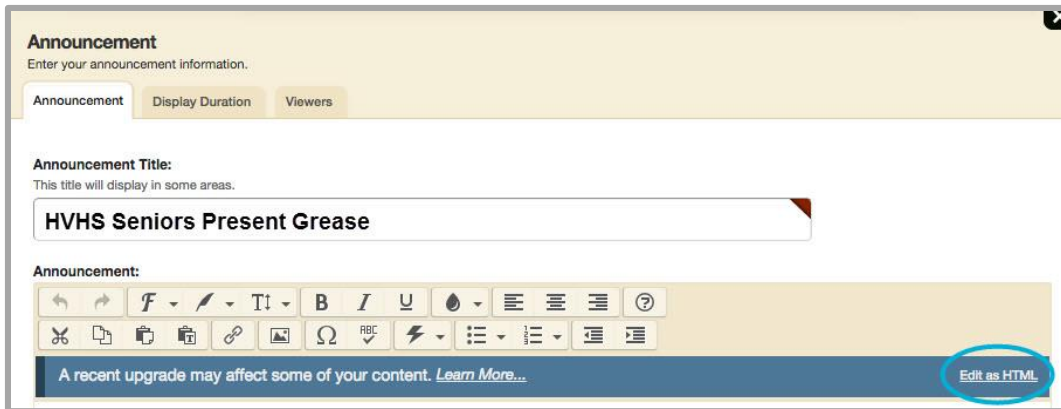 Announcement
Enter your announcement information.
Announcement Display Duration Viewers
Announcement Title:
This title will display in some areas.
HVHS Seniors Present Grease
Announcement:
F T B I U ?
T Ω ABC
A recent upgrade may affect some of your content. Learn More... Edit as HTML